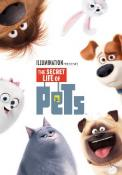 ILLUMINATION PRESENTS
THE SECRET
LIFE OF
PETS